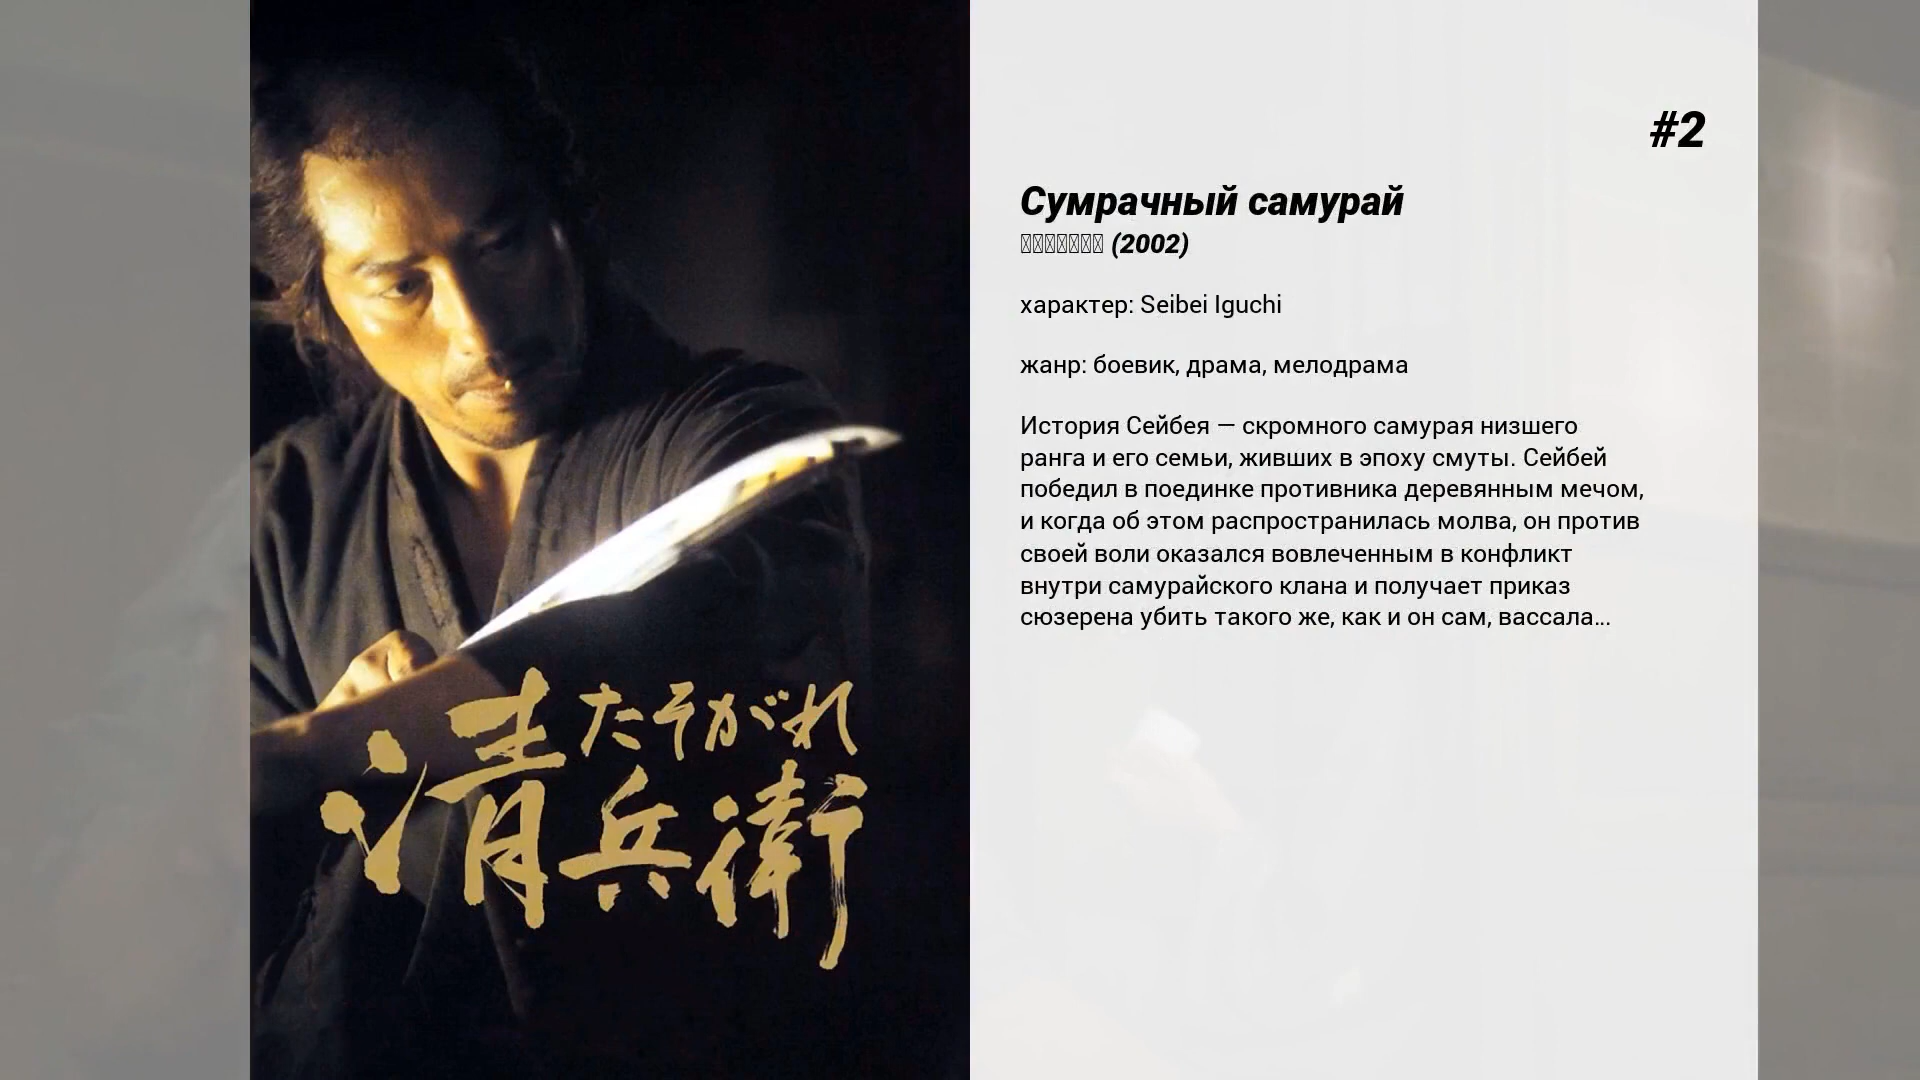 たそがれ
清兵衛
#2
Сумрачный самурай
(2002)
характер: Seibei Iguchi
жанр: боевик, драма, мелодрама
История Сейбея — скромного самурая низшего
ранга и его семьи, живших в эпоху смуты. Сейбей
победил в поединке противника деревянным мечом,
и когда об этом распространилась молва, он против
своей воли оказался вовлеченным в конфликт
внутри самурайского клана и получает приказ
сюзерена убить такого же, как и он сам, вассала...